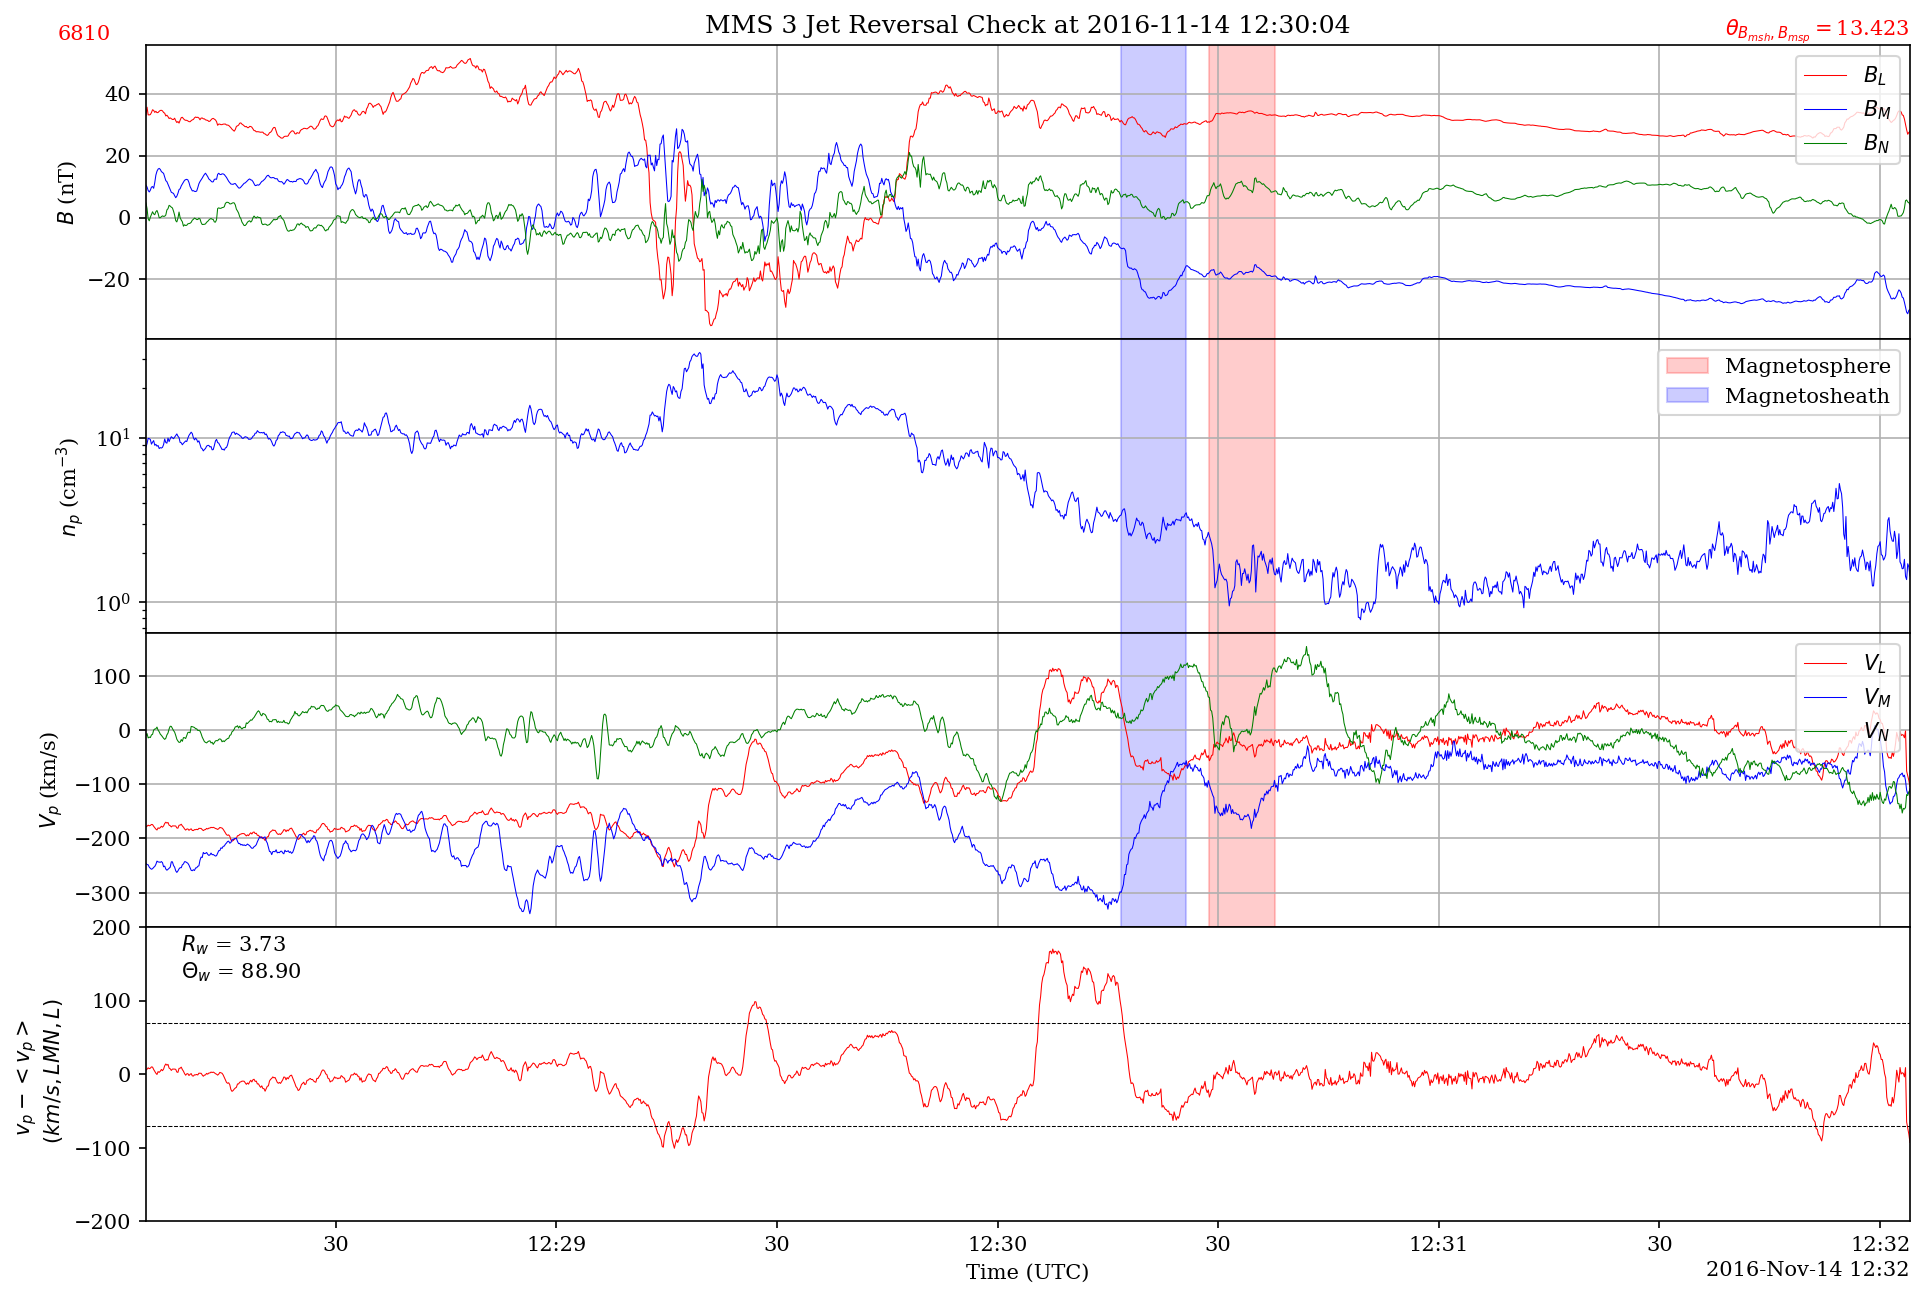 MMS 3 Jet Reversal Check at 2016-11-14 12:30:04
6810
θ_{B_{msh}, B_{msp}} = 13.423
B (nT)
40
20
0
−20
B_L
B_M
B_N
n_p (cm^{−3})
10^1
10^0
Magnetosphere
Magnetosheath
V_p (km/s)
100
0
−100
−200
−300
V_L
V_M
V_N
v_p − < v_p >
(km/s, LMN, L)
200
100
0
−100
−200
R_w = 3.73
Θ_w = 88.90
30
12:29
30
12:30
30
12:31
30
12:32
Time (UTC)
2016-Nov-14 12:32